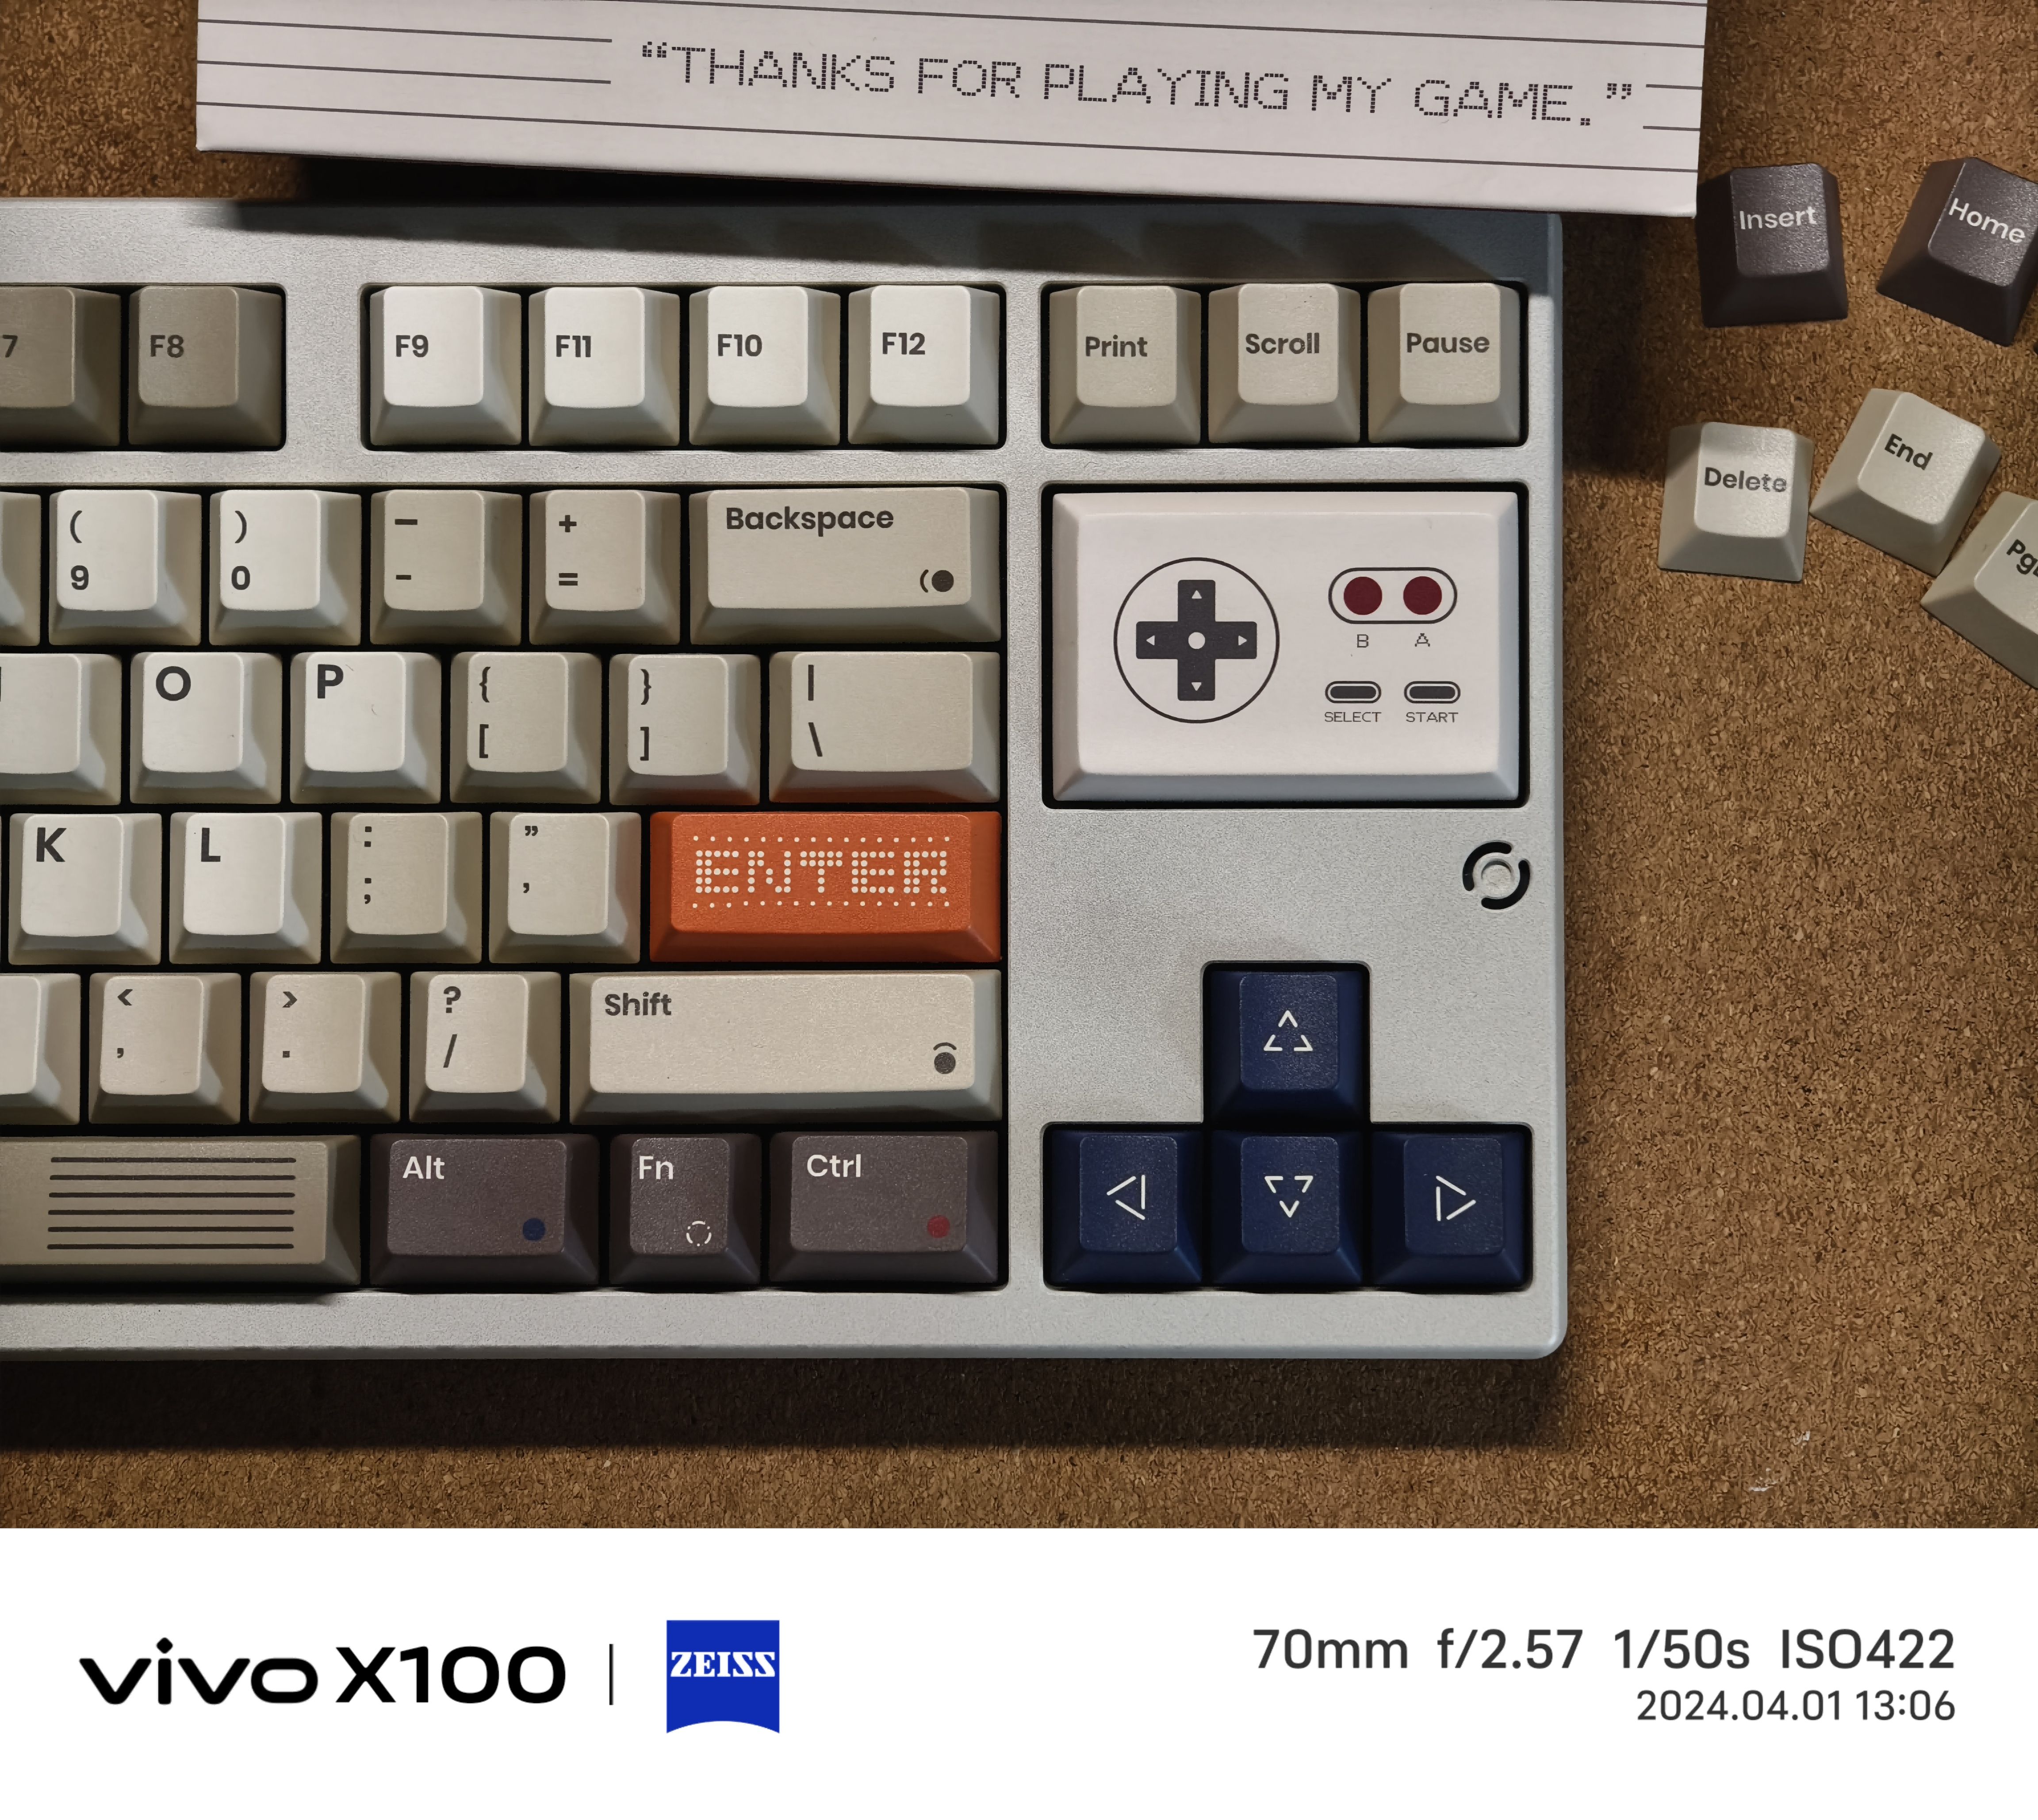 “THANKS FOR PLAYING MY GAME.”
Insert
Home
7
F8
F9
F11
F10
F12
Print
Scroll
Pause
Delete
End
(
9
)
0
–
-
+
=
Backspace
B
A
SELECT
START
O
P
{
[
}
]
|
\
K
L
:
;
”
’
ENTER
<
,
>
.
?
/
Shift
Alt
Fn
Ctrl
vivo X100 | ZEISS
70mm f/2.57 1/50s ISO422
2024.04.01 13:06